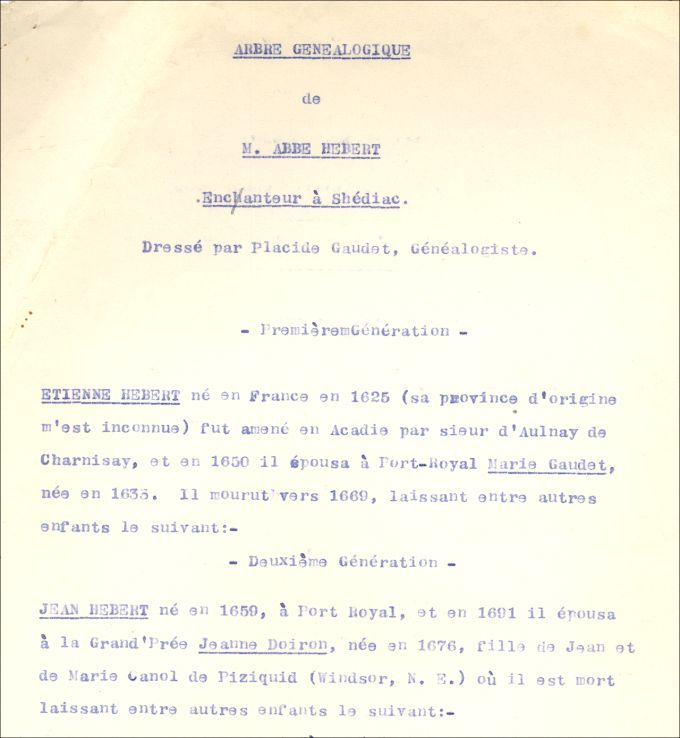 ARBRE GENEALOGIQUE
de
M. ABBE HEBERT
.Enchanteur à Shédiac.
Dressé par Placide Gaudet, Généalogiste.
- PremièremGénération -
ETIENNE HEBERT né en France en 1625 (sa province d'origine
m'est inconnue) fut amené en Acadie par sieur d'Aulnay de
Charnisay, et en 1650 il épousa à Port-Royal Marie Gaudet,
née en 1633. Il mourut vers 1669, laissant entre autres
enfants le suivant:-
- Deuxième Génération -
JEAN HEBERT né en 1659, à Port Royal, et en 1691 il épousa
à la Grand'Prée Jeanne Doiron, née en 1676, fille de Jean et
de Marie Canol de Piziquid (Windsor, N. E.) où il est mort
laissant entre autres enfants le suivant:-